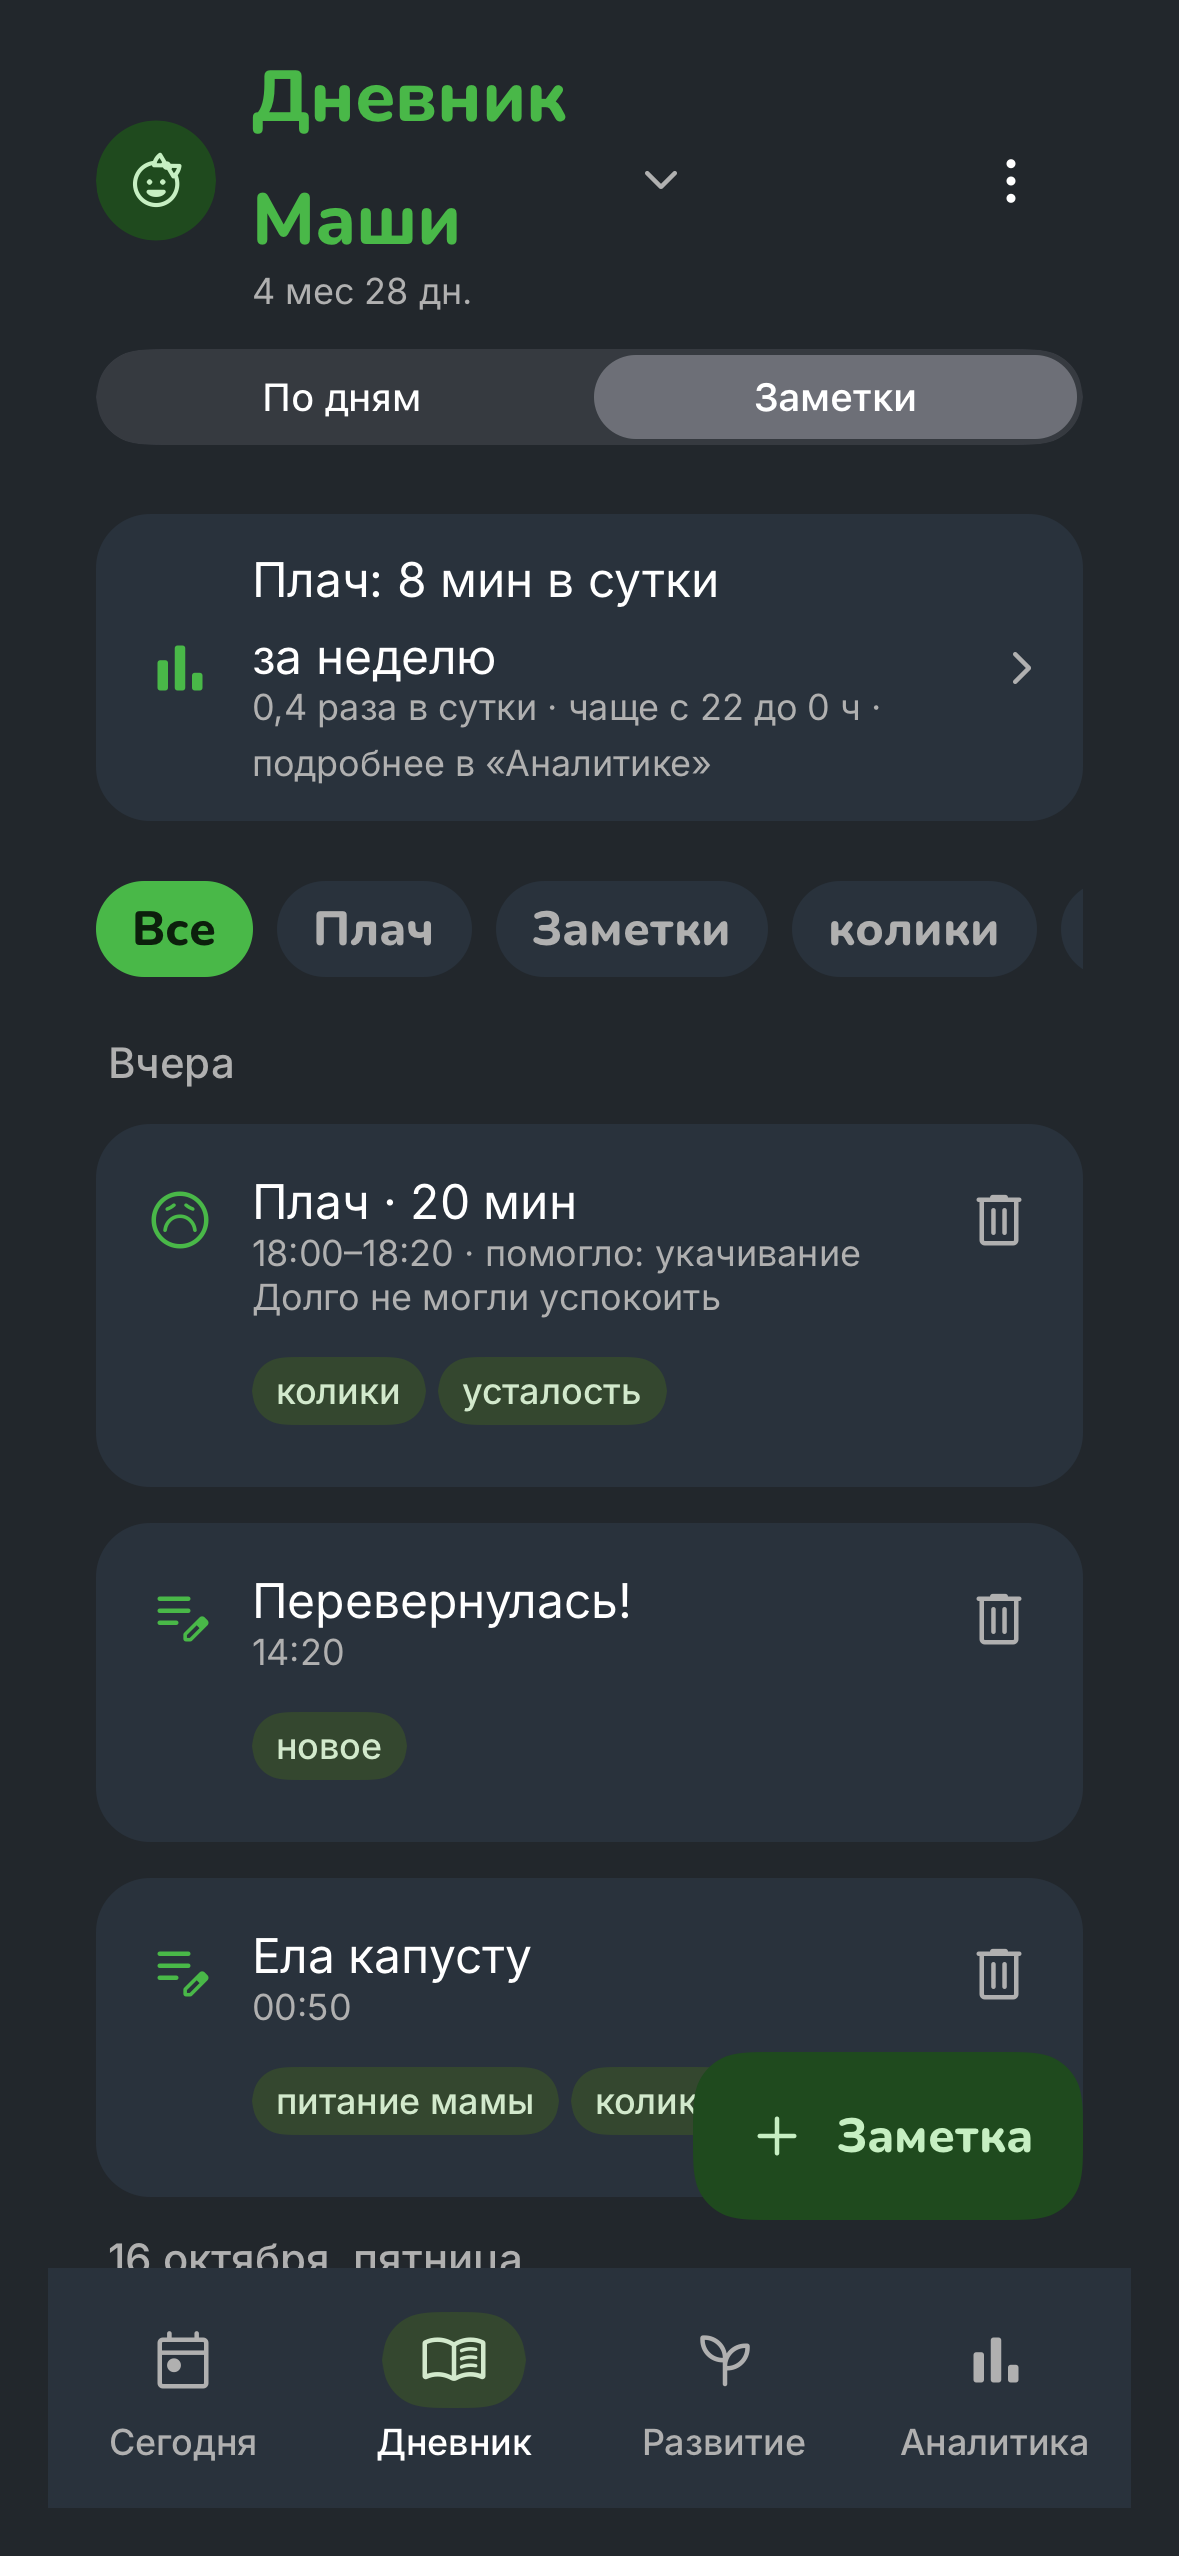 Дневник
Маши
4 мес 28 дн.
По дням
Заметки
Плач: 8 мин в сутки
за неделю
0,4 раза в сутки · чаще с 22 до 0 ч ·
подробнее в «Аналитике»
Все
Плач
Заметки
колики
Вчера
Плач · 20 мин
18:00–18:20 · помогло: укачивание
Долго не могли успокоить
колики
усталость
Перевернулась!
14:20
новое
Ела капусту
00:50
питание мамы
+ Заметка
16 октября, пятница
Сегодня
Дневник
Развитие
Аналитика